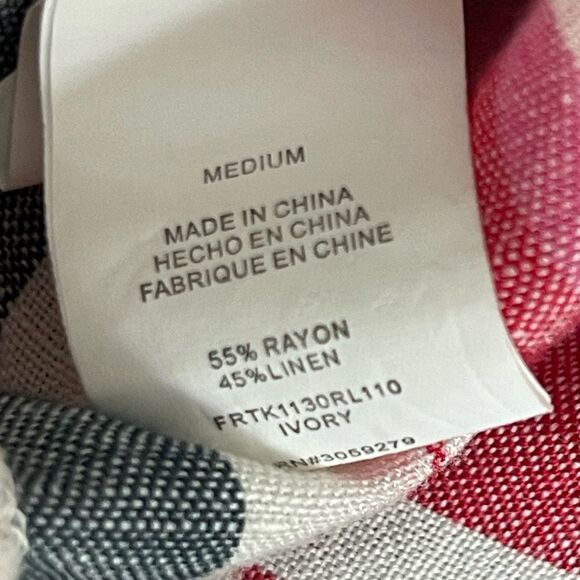 MEDIUM
MADE IN CHINA
HECHO EN CHINA
FABRIQUE EN CHINE
55% RAYON
45%LINEN
FRTK1130RL110
IVORY
RN#3059279